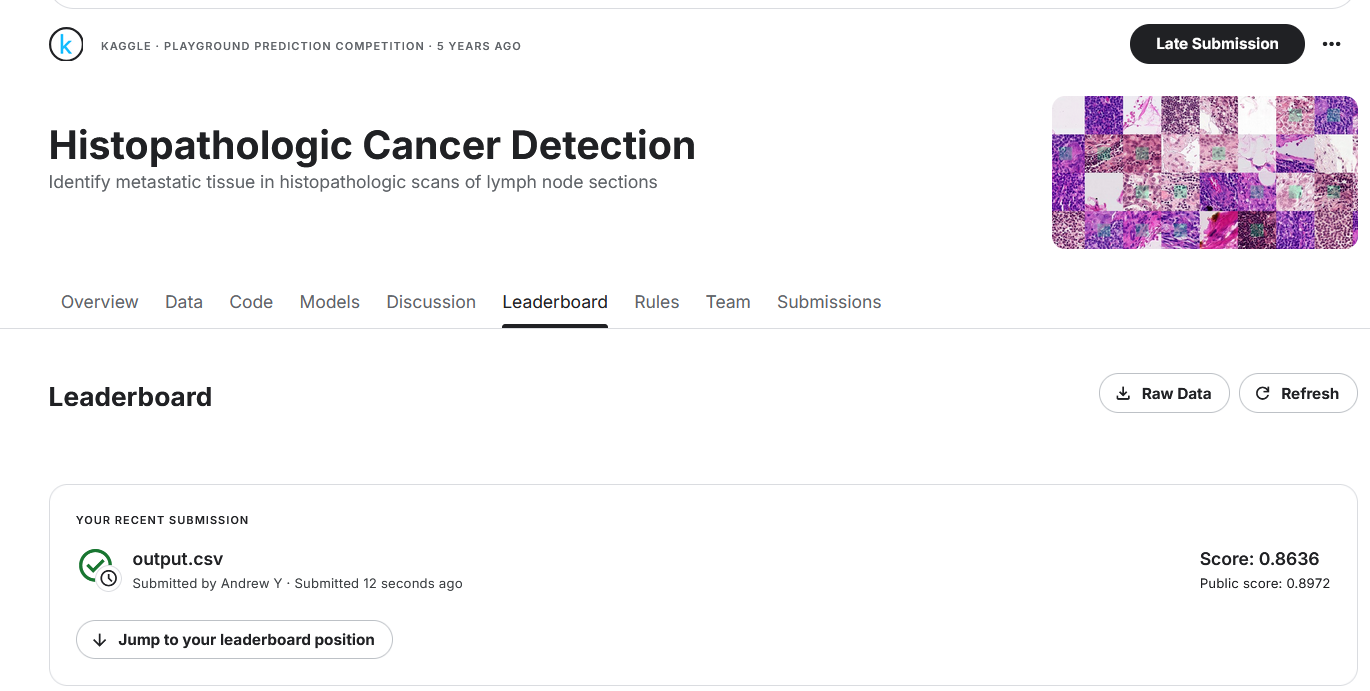 k
KAGGLE · PLAYGROUND PREDICTION COMPETITION · 5 YEARS AGO
Late Submission
Histopathologic Cancer Detection
Identify metastatic tissue in histopathologic scans of lymph node sections
Overview Data Code Models Discussion Leaderboard Rules Team Submissions
Leaderboard
Raw Data
Refresh
YOUR RECENT SUBMISSION
output.csv
Submitted by Andrew Y · Submitted 12 seconds ago
Score: 0.8636
Public score: 0.8972
Jump to your leaderboard position